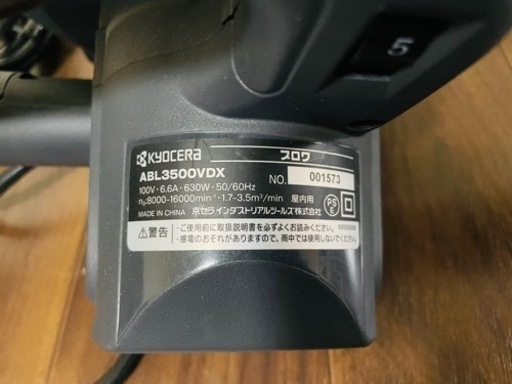 5
KYOCERA ブロワ
ABL3500VDX NO. 001573
100V・6.6A・630W・50/60Hz
n₀:8000-16000min⁻¹・1.7-3.5m³/min 屋内用
MADE IN CHINA 京セラインダストリアルツールズ株式会社
PS E
⚠警告 ・ご使用前に取扱説明書を必ずよくお読みください。
・感電のおそれがありますので、雨中では使用しないでください。